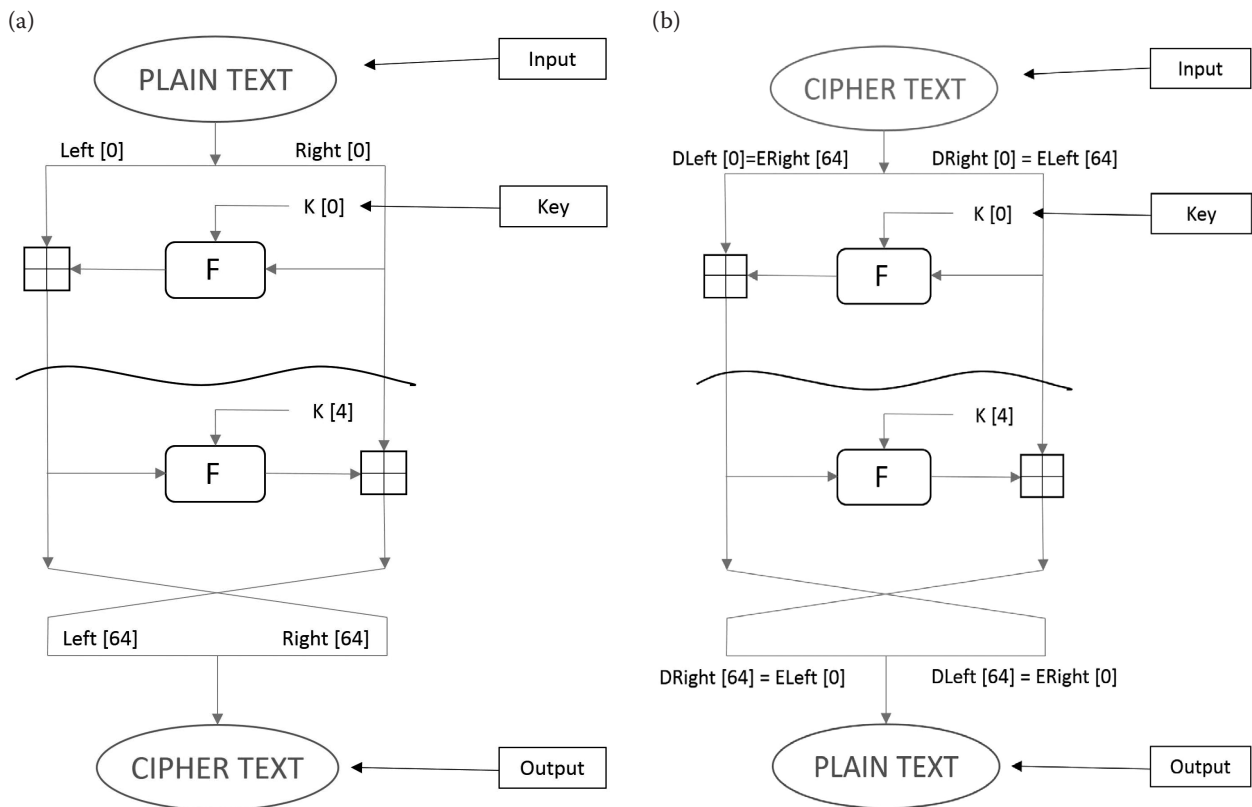 (a)
PLAIN TEXT
Input
Left [0]
Right [0]
K [0]
Key
F
K [4]
F
Left [64]
Right [64]
CIPHER TEXT
Output
(b)
CIPHER TEXT
Input
DLeft [0]=ERight [64]
DRight [0] = ELeft [64]
K [0]
Key
F
K [4]
F
DRight [64] = ELeft [0]
DLeft [64] = ERight [0]
PLAIN TEXT
Output